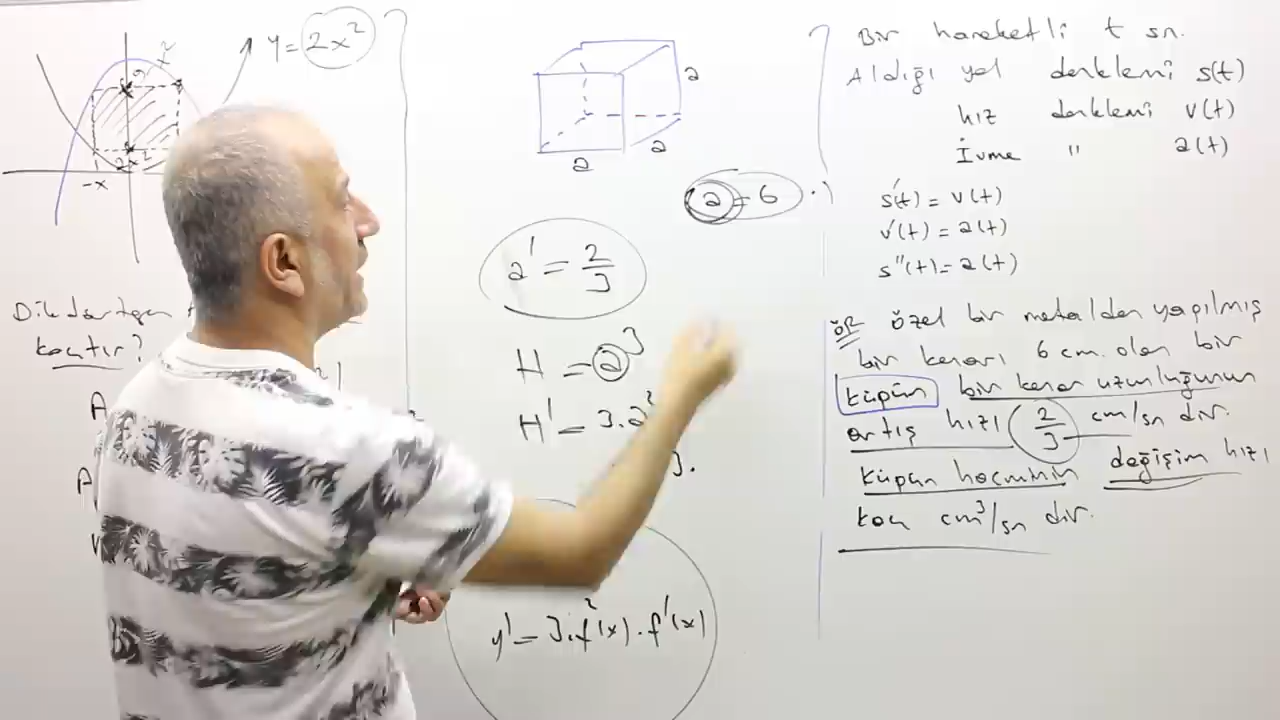 y = 2x²
-x
2x²
Dikdörtgen
kaçtır?
A
A
a
a
a
a = 6
a' = 2/3
H = a³
H' = 3.a²
3.
y' = 3.f²(x).f'(x)
Bir hareketli t sn.
Aldığı yol denklemi s(t)
hız denklemi v(t)
İvme " a(t)
s'(t) = v(t)
v'(t) = a(t)
s''(t) = a(t)
ÖR özel bir metalden yapılmış
bir kenarı 6 cm. olan bir
küpün bir kenar uzunluğunun
artış hızı 2/3 cm/sn dir.
küpün hacminin değişim hızı
kaç cm³/sn dir.